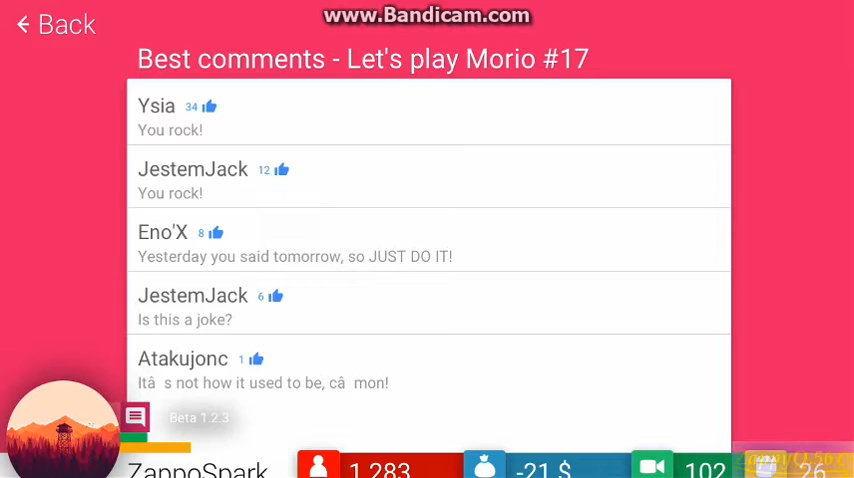 www.Bandicam.com
Back
Best comments - Let's play Morio #17
Ysia 34
You rock!
JestemJack 12
You rock!
Eno'X 8
Yesterday you said tomorrow, so JUST DO IT!
JestemJack 6
Is this a joke?
Atakujonc 1
Itâ s not how it used to be, câ mon!
Beta 1.2.3
ZappoSpark 1 283 -21 $ 102 26